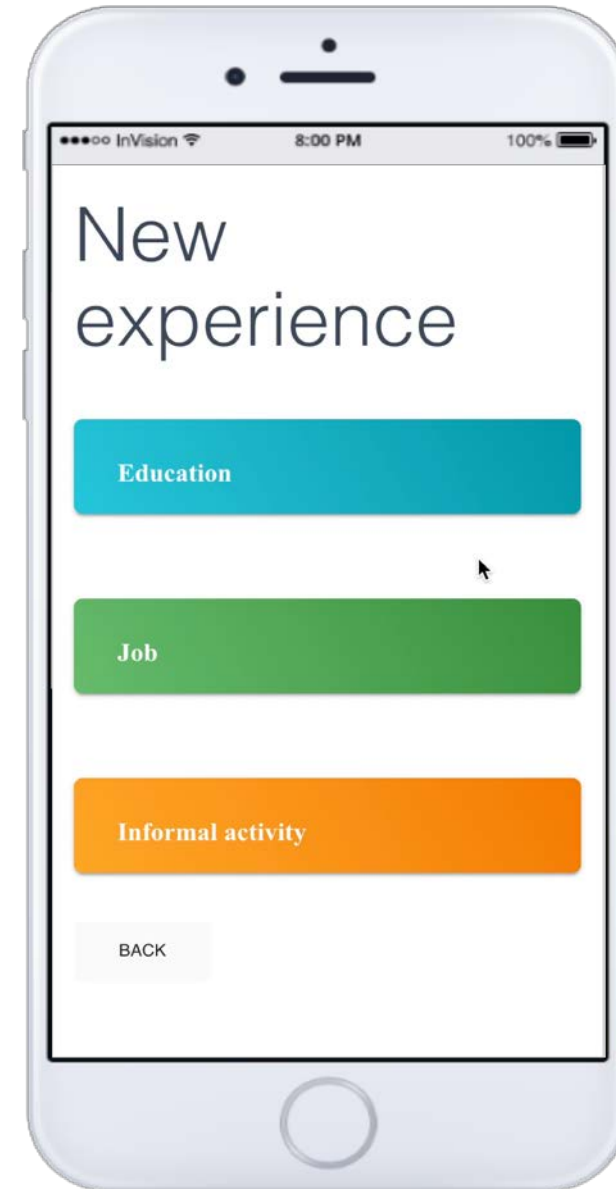 ●●●○○ InVision 8:00 PM 100%
New
experience
Education
Job
Informal activity
BACK